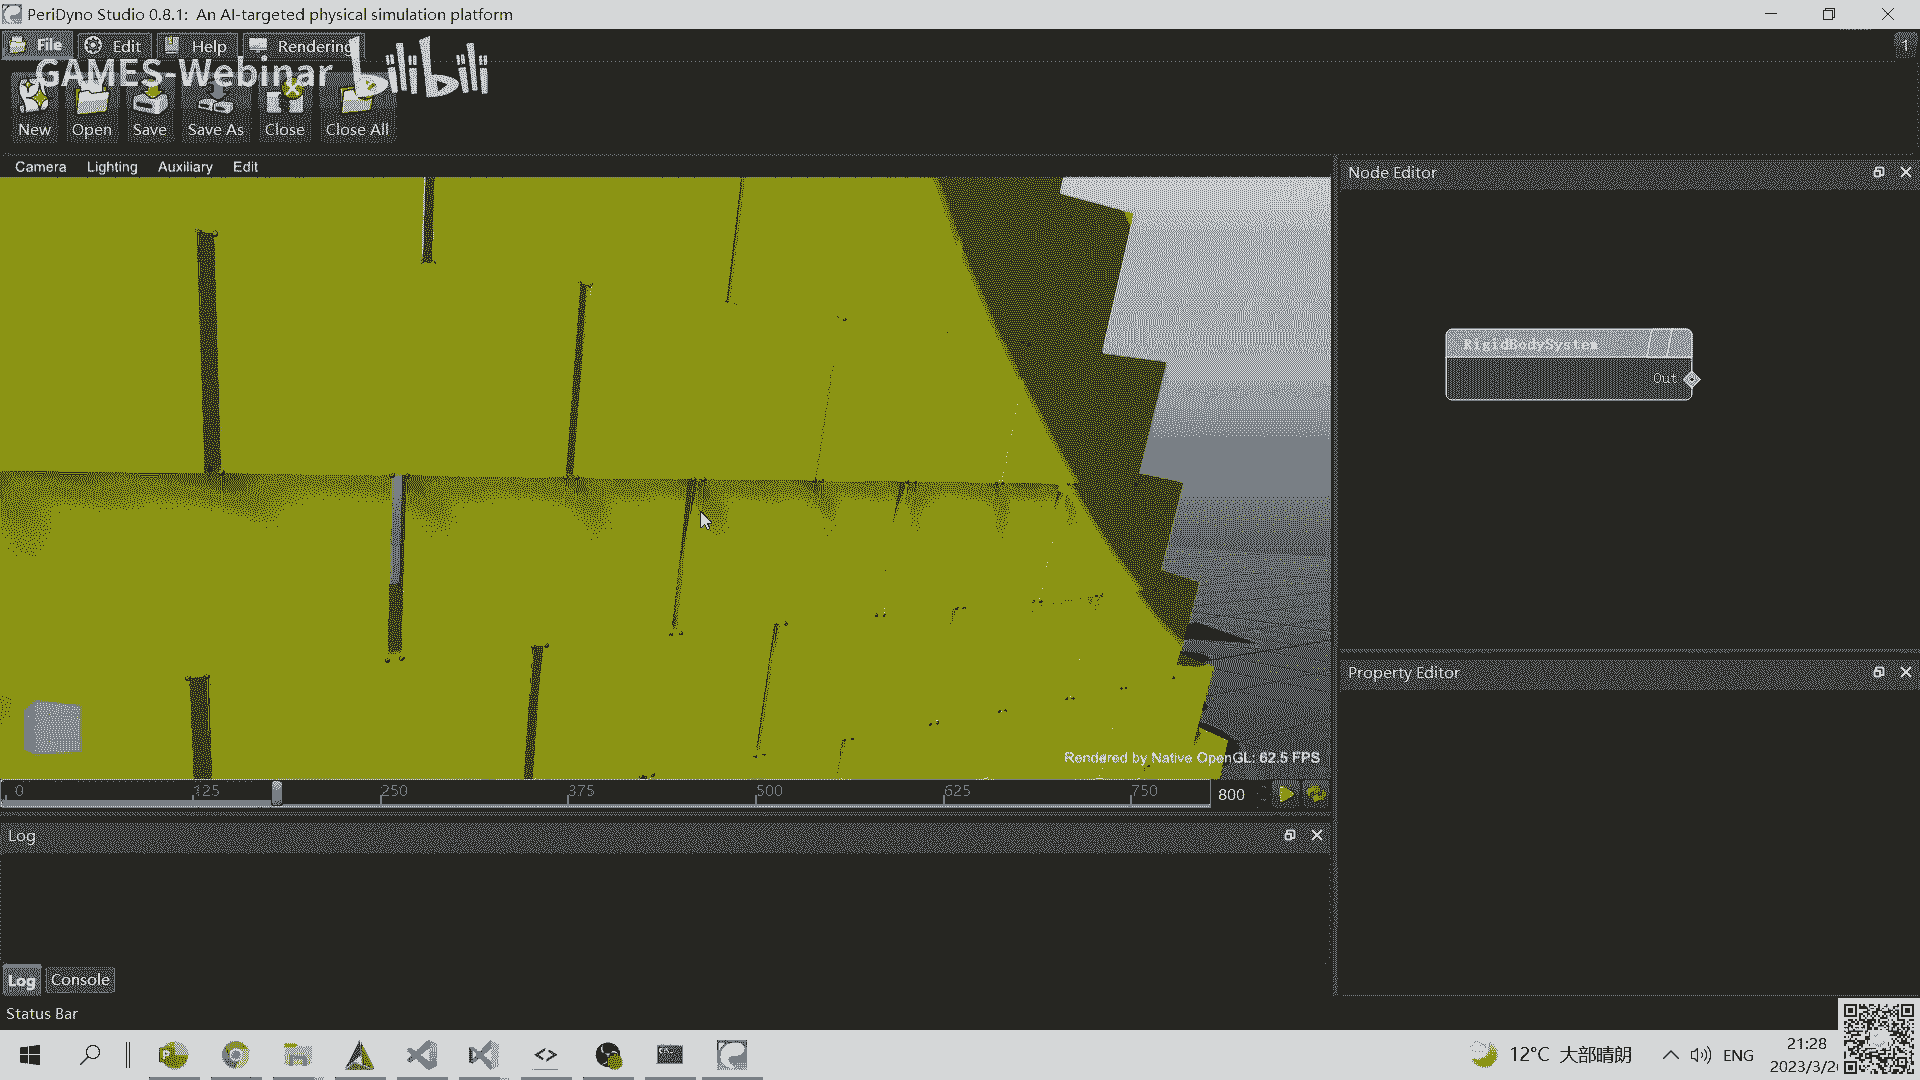 PeriDyno Studio 0.8.1: An AI-targeted physical simulation platform
File Edit Help Rendering
1
GAMES-Webinar bilibili
New Open Save Save As Close Close All
Camera Lighting Auxiliary Edit
Node Editor
RigidBodySystem
Out
Rendered by Native OpenGL: 62.5 FPS
0 125 250 375 500 625 750 800
Property Editor
Log
Log Console
Status Bar
12°C 大部晴朗
ENG
21:28
2023/3/2